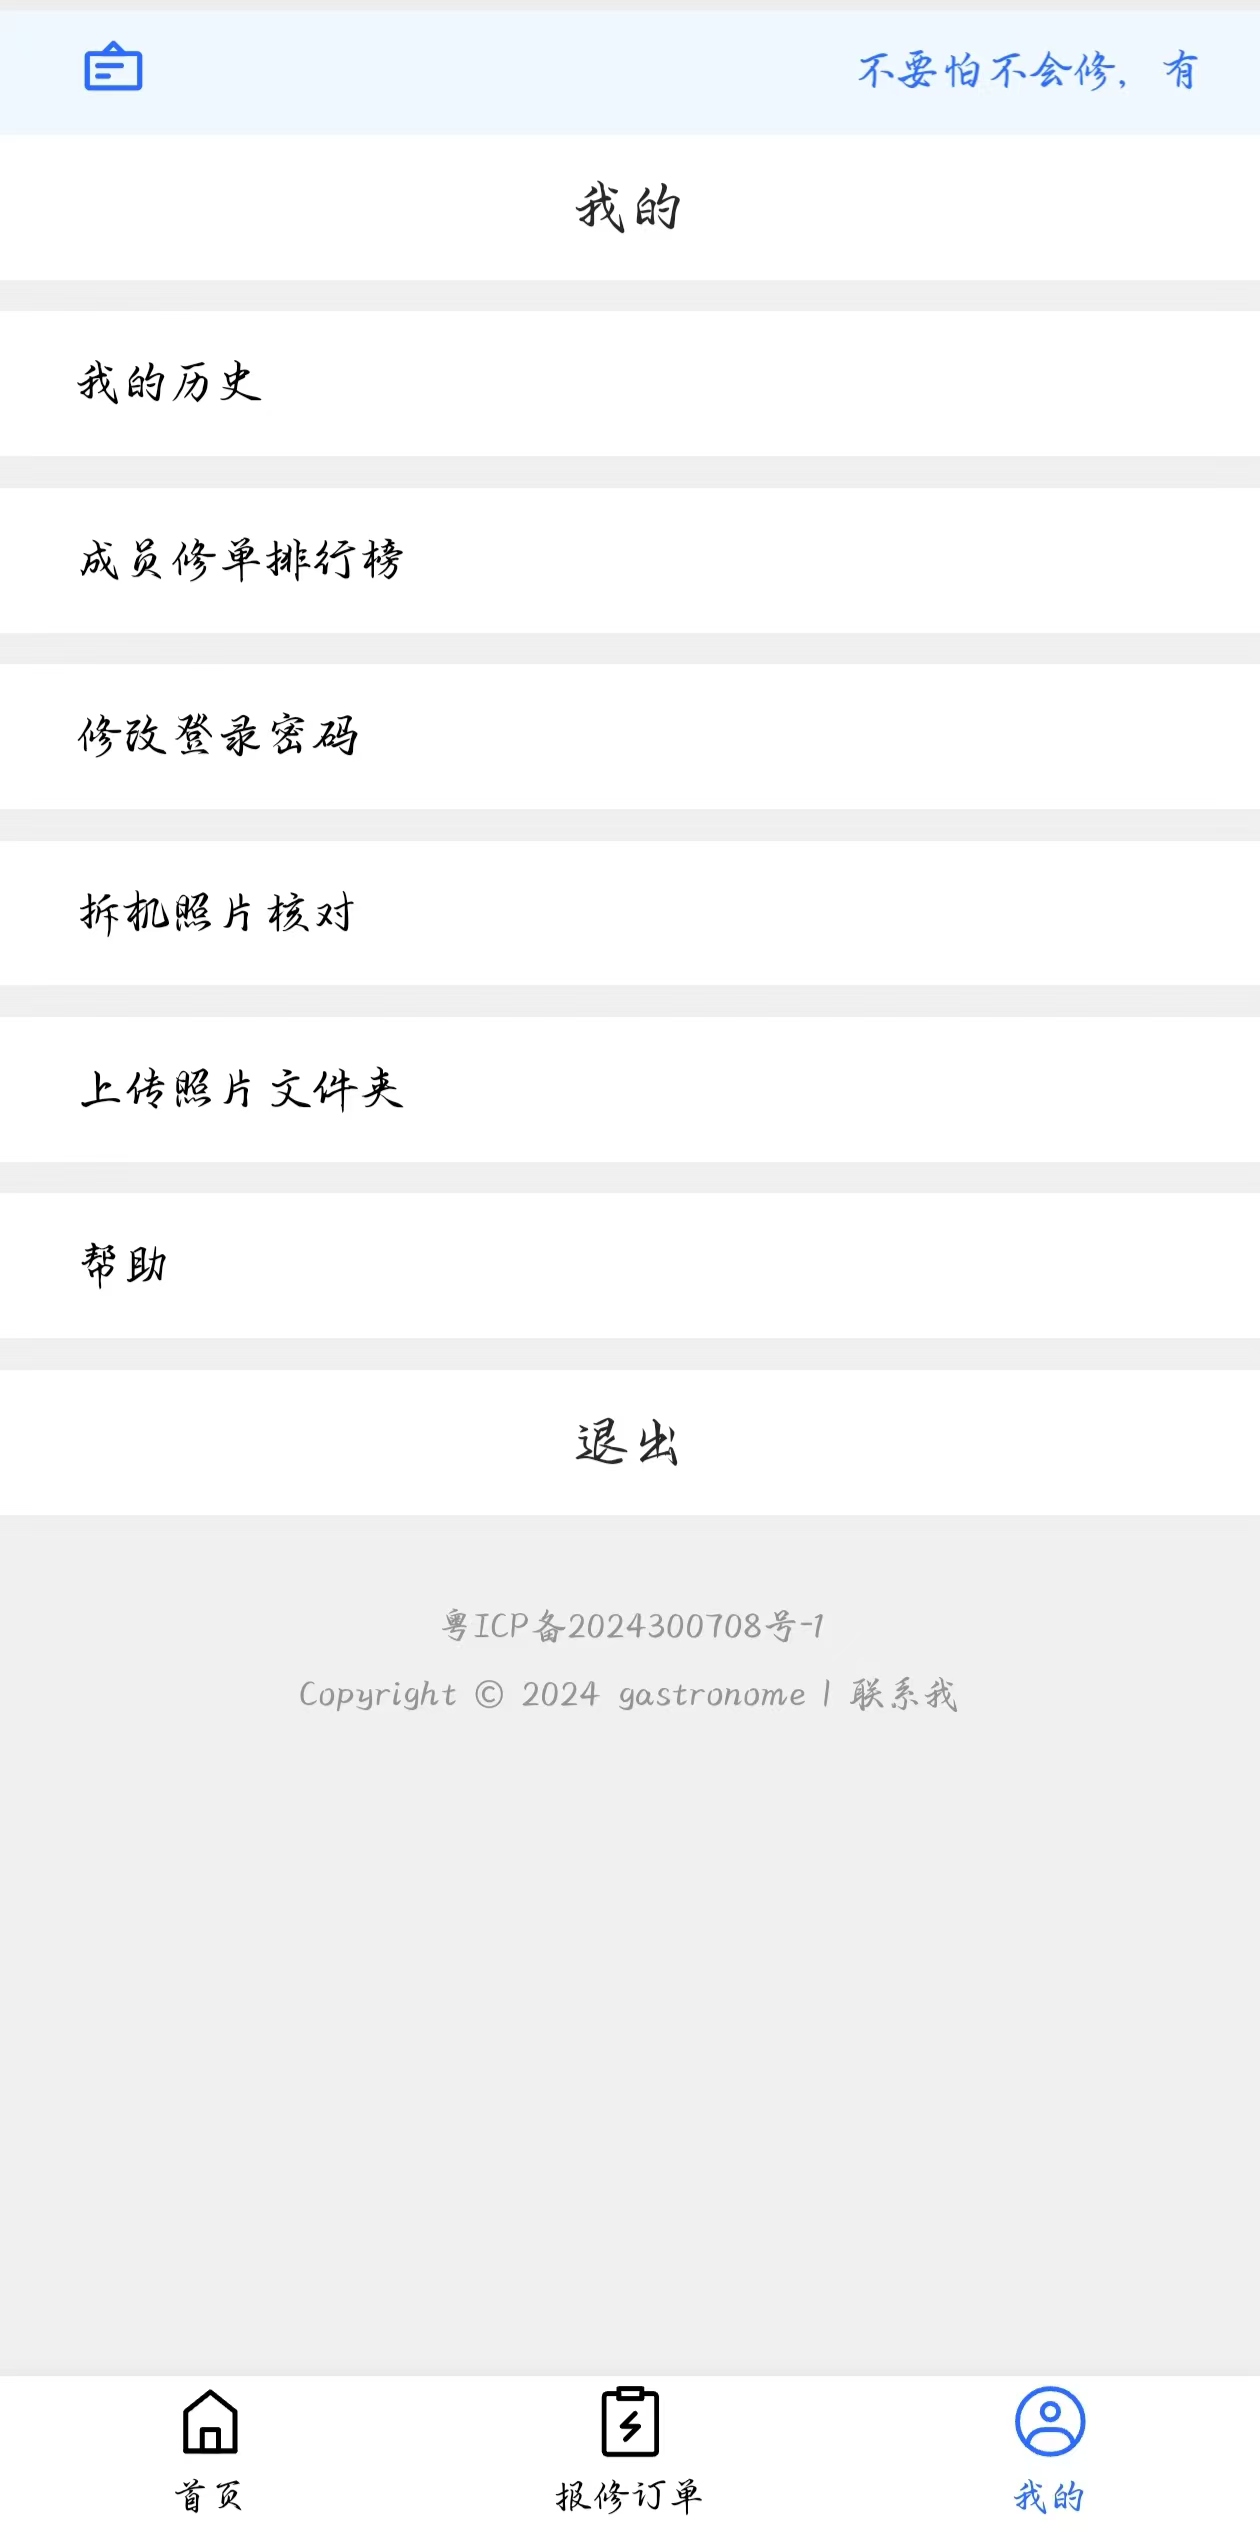 不要怕不会修，有
我的
我的历史
成员修单排行榜
修改登录密码
拆机照片核对
上传照片文件夹
帮助
退出
粤ICP备2024300708号-1
Copyright © 2024 gastronome | 联系我
首页
报修订单
我的